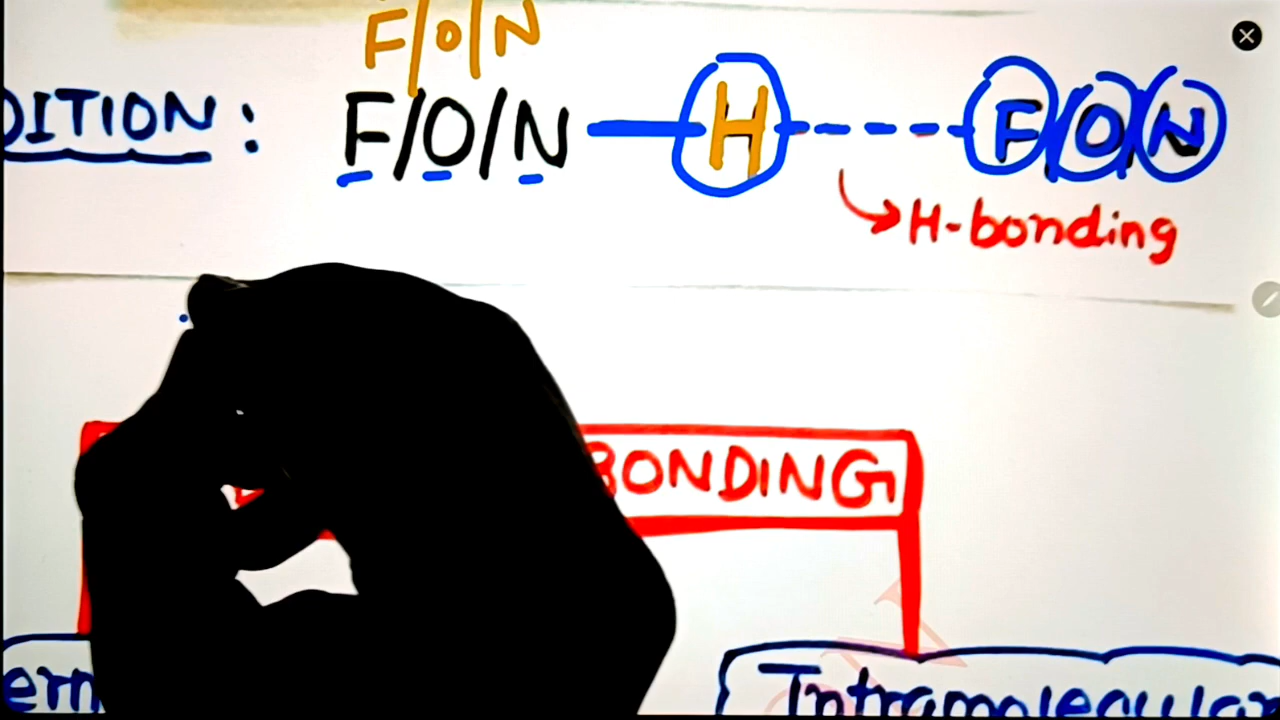 F/O/N
DITION : F/O/N — H ----- F/O/N
H-bonding
BONDING
Intramolecular